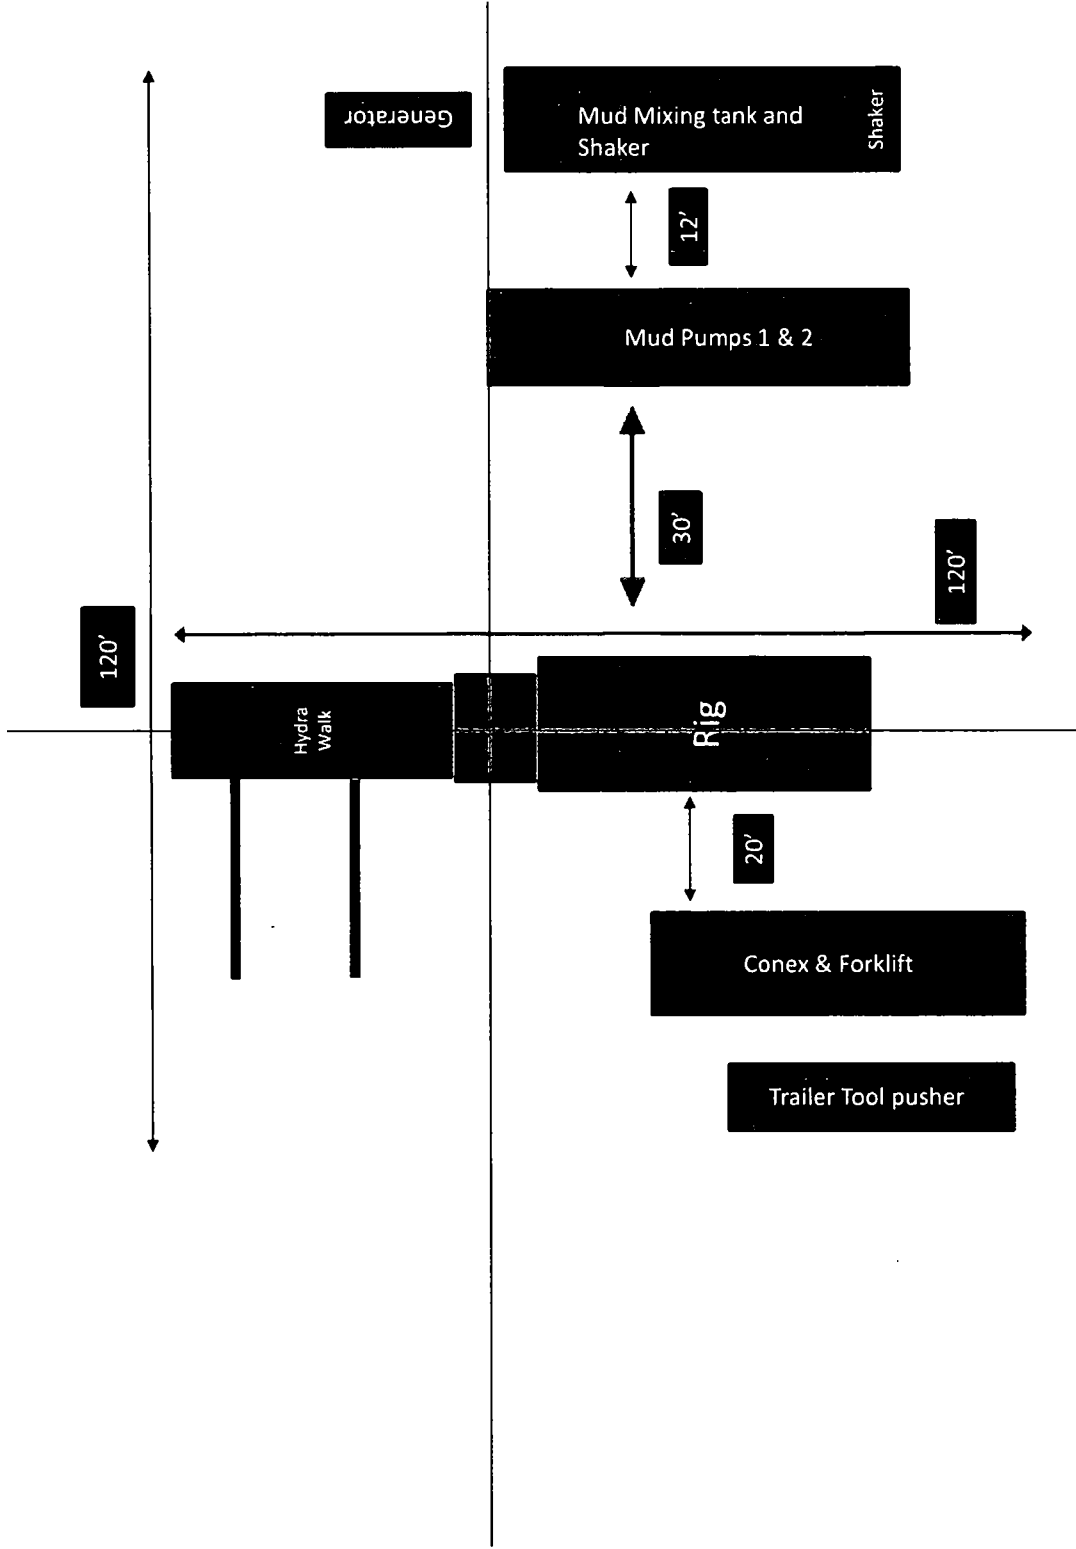 Generator
Mud Mixing tank and
Shaker
Shaker
12'
Mud Pumps 1 & 2
30'
120'
120'
Hydra
Walk
Rig
20'
Conex & Forklift
Trailer Tool pusher